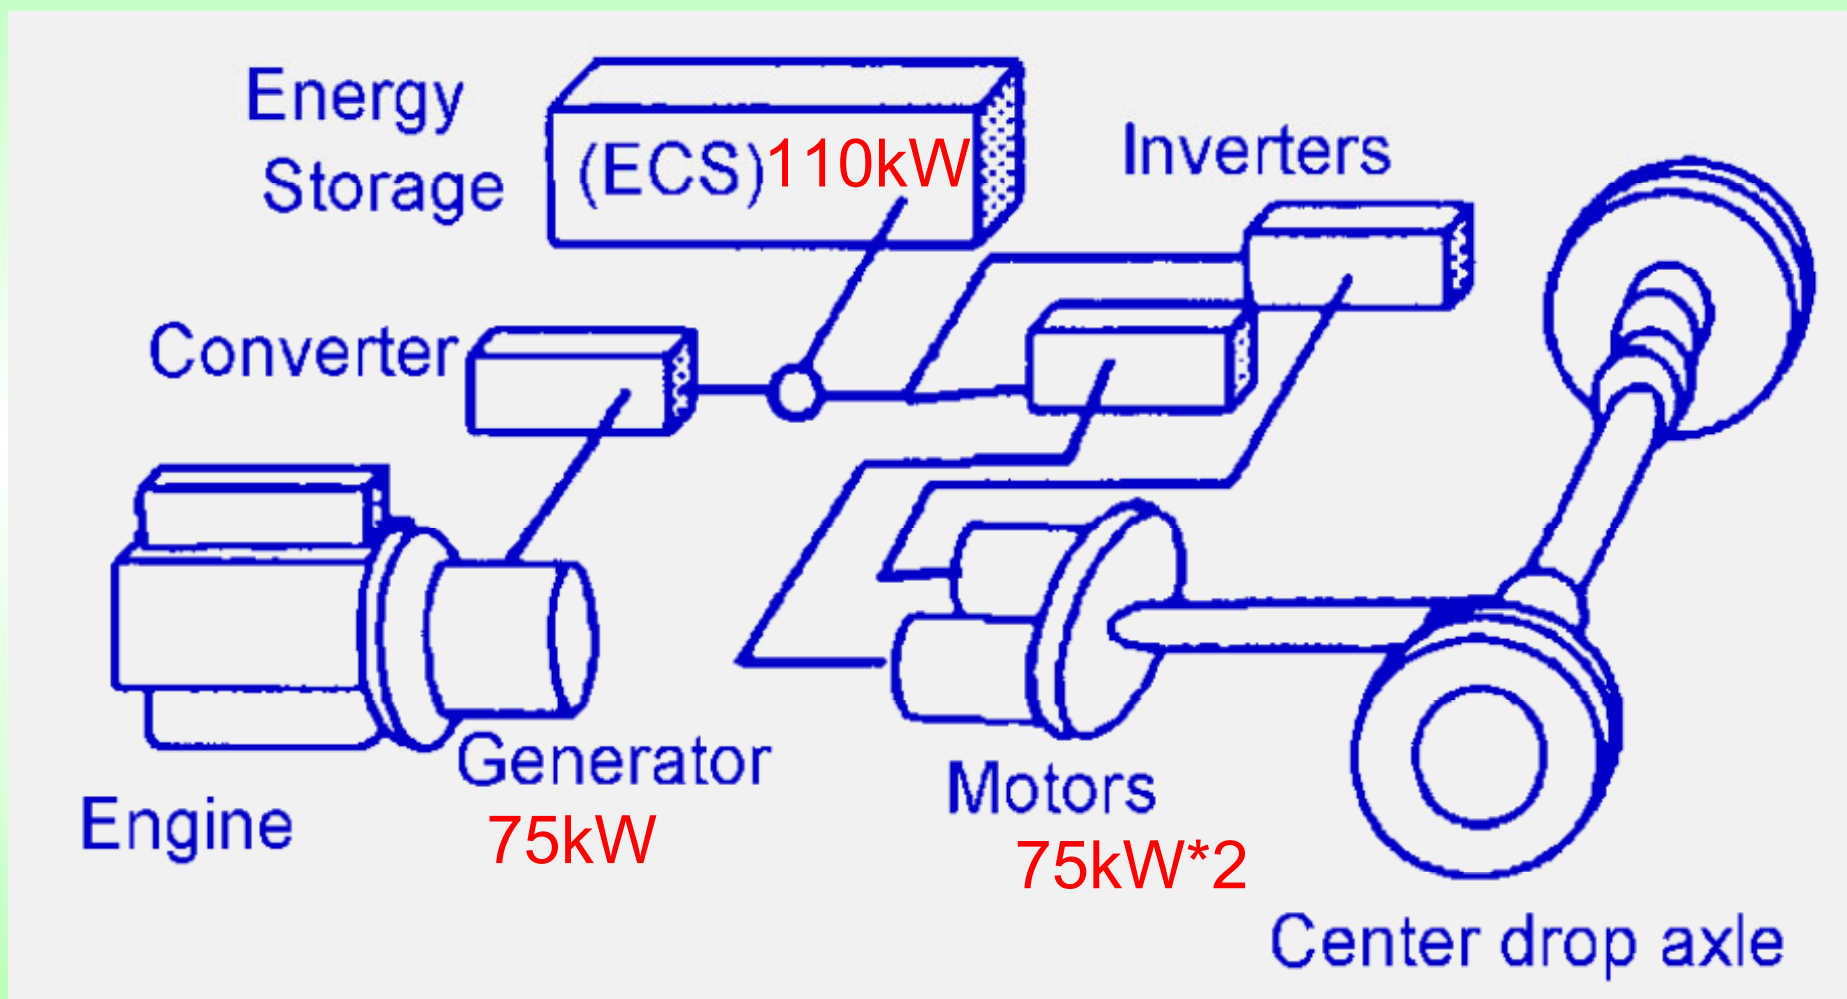 Energy
Storage
(ECS)110kW
Inverters
Converter
Generator
75kW
Engine
Motors
75kW*2
Center drop axle